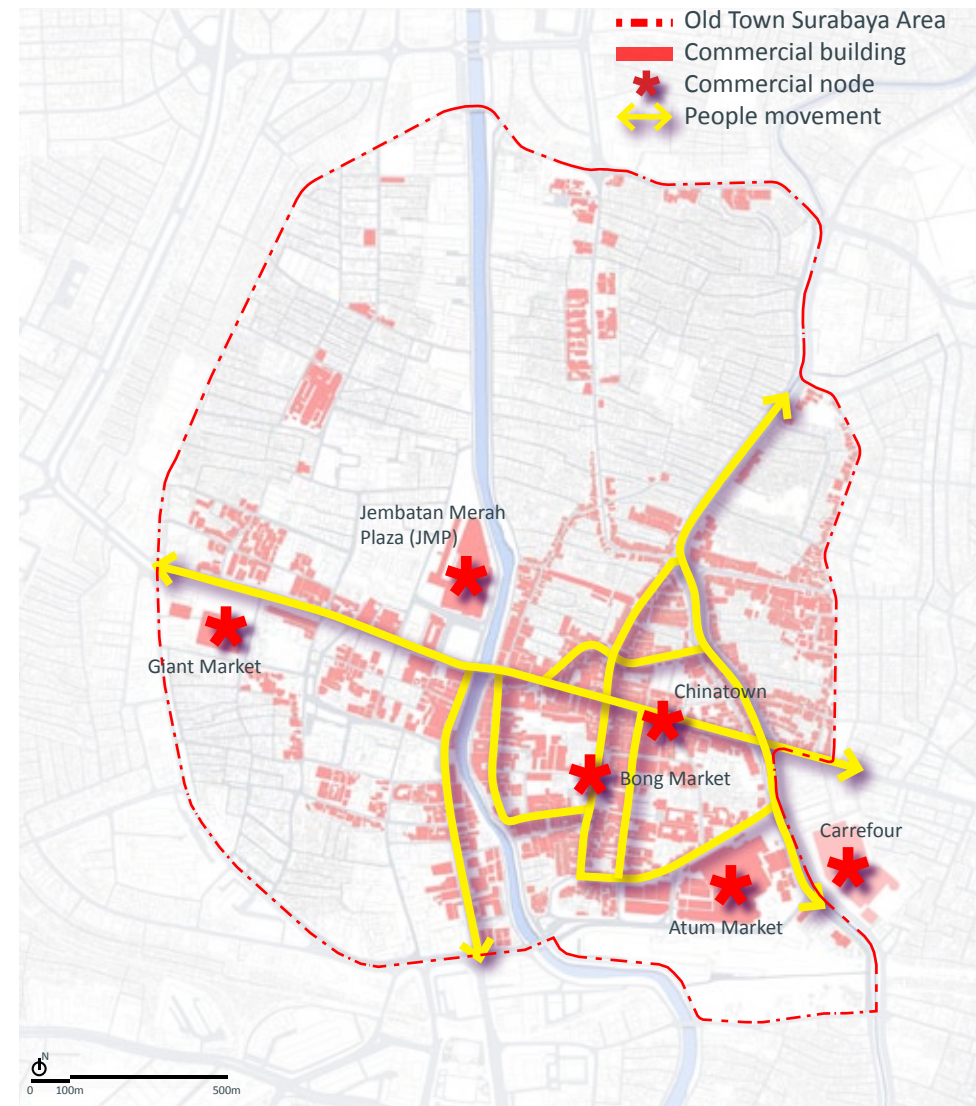 Old Town Surabaya Area
Commercial building
Commercial node
People movement
Jembatan Merah
Plaza (JMP)
Giant Market
Chinatown
Bong Market
Carrefour
Atum Market
N
0 100m 500m